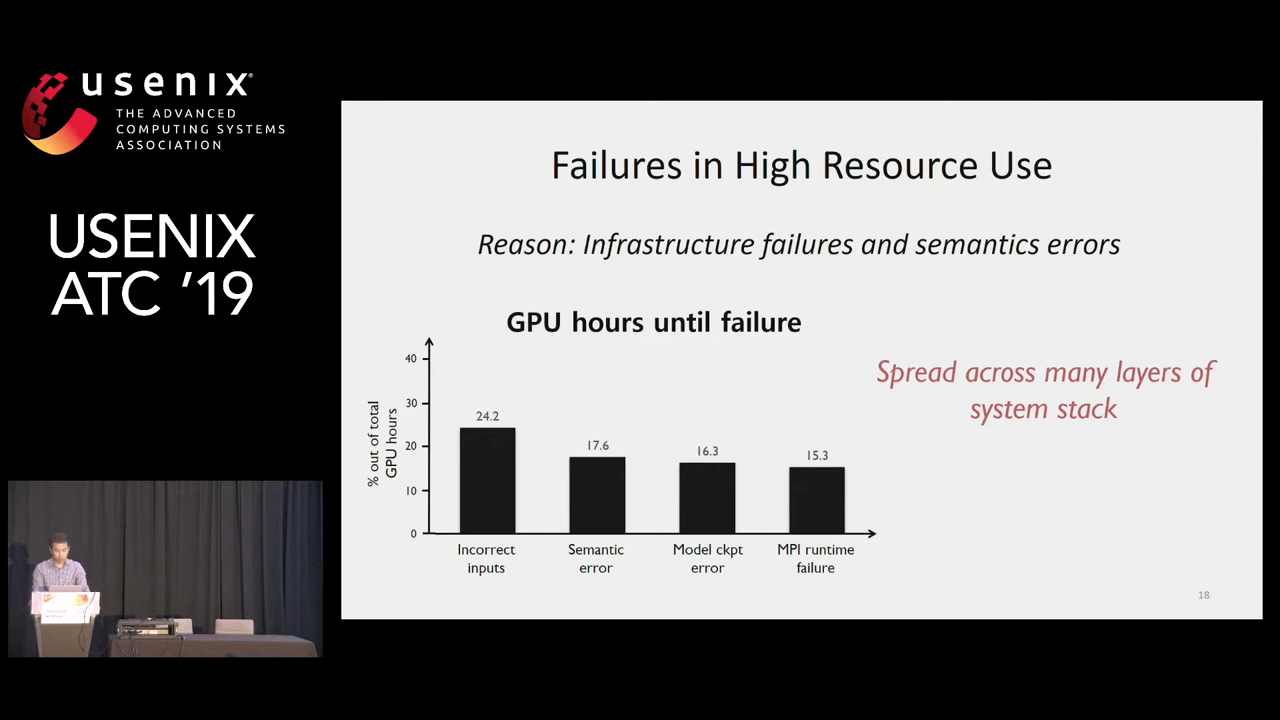 usenix
THE ADVANCED
COMPUTING SYSTEMS
ASSOCIATION
USENIX
ATC '19
Failures in High Resource Use
Reason: Infrastructure failures and semantics errors
GPU hours until failure
% out of total
GPU hours
40
30
20
10
0
24.2
17.6
16.3
15.3
Incorrect
inputs
Semantic
error
Model ckpt
error
MPI runtime
failure
Spread across many layers of
system stack
18